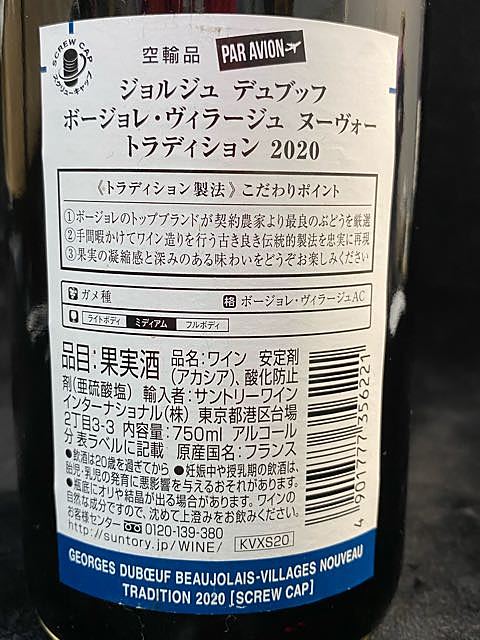 SCREW CAP
スクリューキャップ
空輸品 PAR AVION
ジョルジュ デュブッフ
ボージョレ・ヴィラージュ ヌーヴォー
トラディション 2020
《トラディション製法》こだわりポイント
①ボージョレのトップブランドが契約農家より最良のぶどうを厳選
②手間暇かけてワイン造りを行う古き良き伝統的製法を忠実に再現
③果実の凝縮感と深みのある味わいをどうぞお楽しみください
ガメ種 格 ボージョレ・ヴィラージュAC
ライトボディ ミディアム フルボディ
品目:果実酒 品名:ワイン 安定剤
(アカシア)、酸化防止
剤(亜硫酸塩) 輸入者:サントリーワイン
インターナショナル(株) 東京都港区台場
2丁目3-3 内容量:750ml アルコール
分 表ラベルに記載 原産国名:フランス
●飲酒は20歳を過ぎてから ●妊娠中や授乳期の飲酒は、
胎児・乳児の発育に悪影響を与えるおそれがあります。
●瓶底にオリや結晶が出る場合があります。ワインの
自然な成分ですので、沈めて上澄みをお飲みください。
お客様センター 0120-139-380
http://suntory.jp/WINE/ KVXS20
4 901777 356221
GEORGES DUBŒUF BEAUJOLAIS-VILLAGES NOUVEAU
TRADITION 2020 [SCREW CAP]